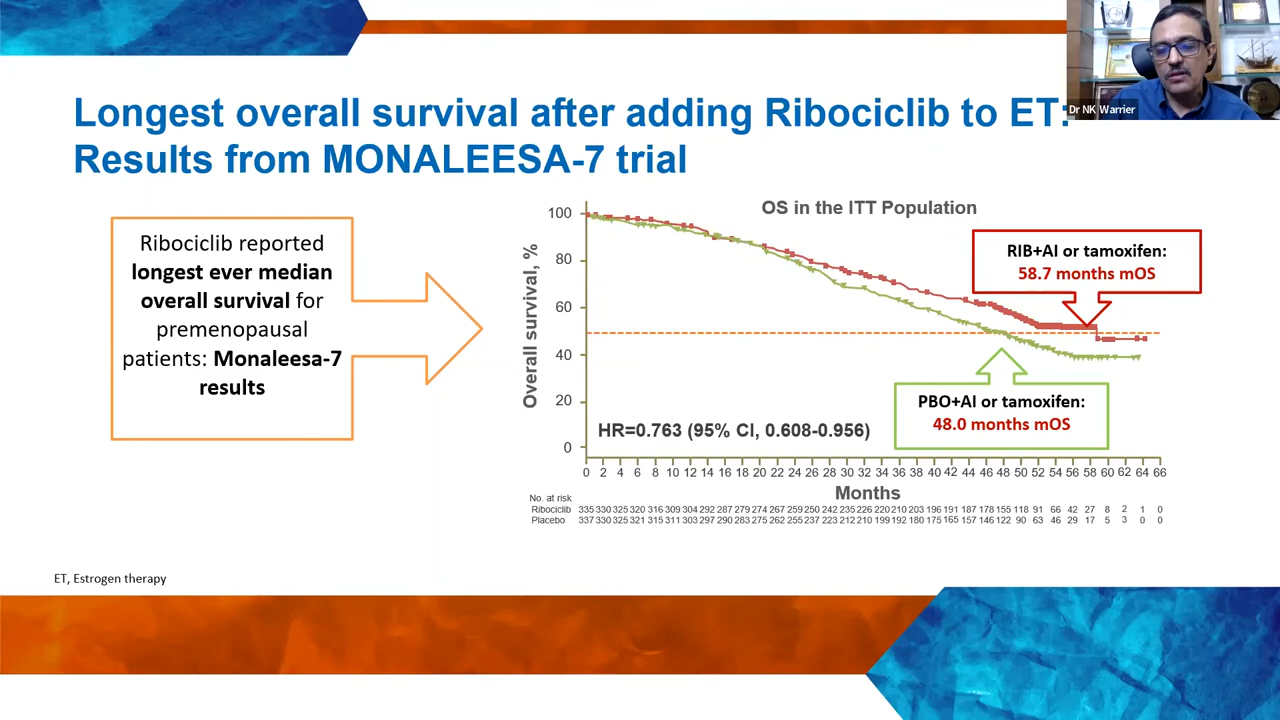 Dr NK Warrier
Longest overall survival after adding Ribociclib to ET:
Results from MONALEESA-7 trial
Ribociclib reported
longest ever median
overall survival for
premenopausal
patients: Monaleesa-7
results
OS in the ITT Population
Overall survival, %
100
80
60
40
20
0
RIB+AI or tamoxifen:
58.7 months mOS
PBO+AI or tamoxifen:
48.0 months mOS
HR=0.763 (95% CI, 0.608-0.956)
0 2 4 6 8 10 12 14 16 18 20 22 24 26 28 30 32 34 36 38 40 42 44 46 48 50 52 54 56 58 60 62 64 66
Months
No. at risk
Ribociclib 335 330 325 320 316 309 304 292 287 279 274 267 259 250 242 235 226 220 210 203 196 191 187 178 155 118 91 66 42 27 8 2 1 0
Placebo 337 330 325 321 315 311 303 297 290 283 275 262 255 237 223 212 210 199 192 180 175 165 157 146 122 90 63 46 29 17 5 3 0 0
ET, Estrogen therapy